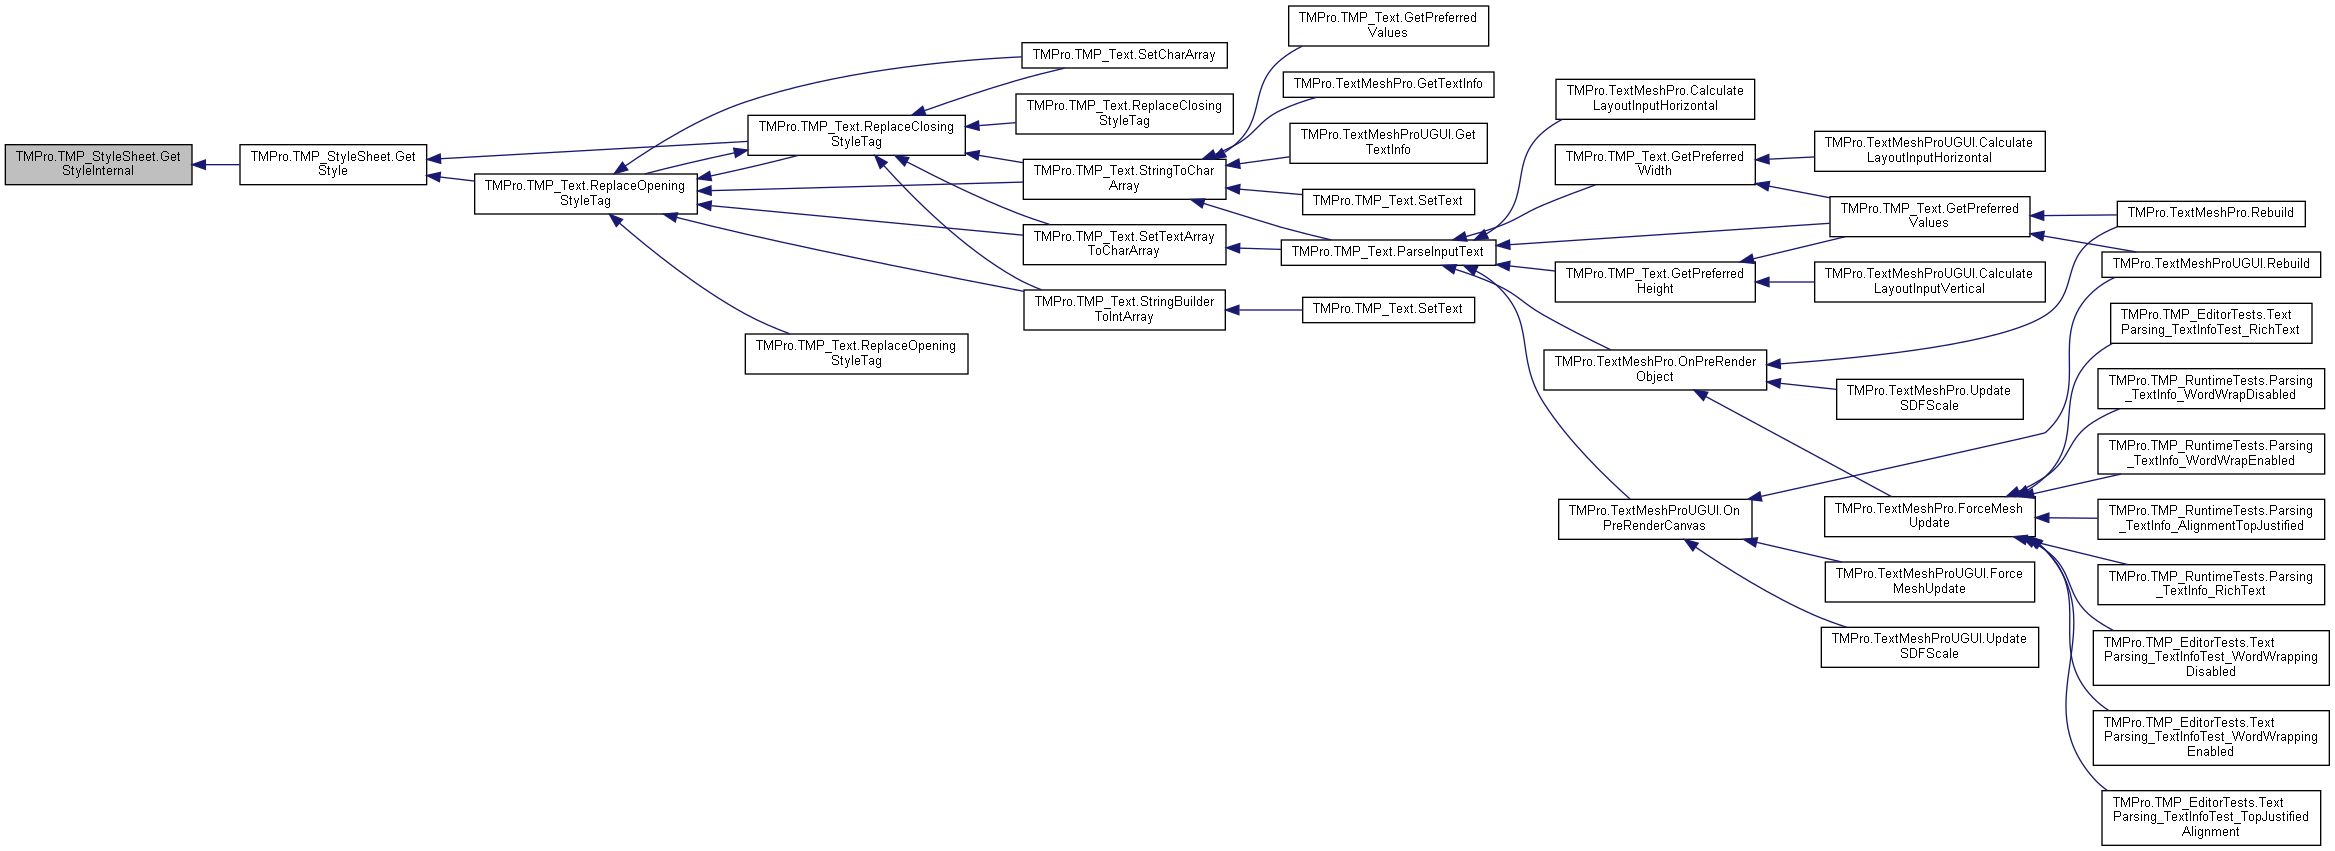 TMPro.TMP_StyleSheet.Get
StyleInternal
TMPro.TMP_StyleSheet.Get
Style
TMPro.TMP_Text.ReplaceOpening
StyleTag
TMPro.TMP_Text.ReplaceClosing
StyleTag
TMPro.TMP_Text.ReplaceOpening
StyleTag
TMPro.TMP_Text.SetCharArray
TMPro.TMP_Text.ReplaceClosing
StyleTag
TMPro.TMP_Text.StringToChar
Array
TMPro.TMP_Text.SetTextArray
ToCharArray
TMPro.TMP_Text.StringBuilder
ToIntArray
TMPro.TMP_Text.GetPreferred
Values
TMPro.TextMeshPro.GetTextInfo
TMPro.TextMeshProUGUI.Get
TextInfo
TMPro.TMP_Text.SetText
TMPro.TMP_Text.ParseInputText
TMPro.TMP_Text.SetText
TMPro.TextMeshPro.Calculate
LayoutInputHorizontal
TMPro.TMP_Text.GetPreferred
Width
TMPro.TMP_Text.GetPreferred
Height
TMPro.TextMeshPro.OnPreRender
Object
TMPro.TextMeshProUGUI.On
PreRenderCanvas
TMPro.TextMeshProUGUI.Calculate
LayoutInputHorizontal
TMPro.TMP_Text.GetPreferred
Values
TMPro.TextMeshProUGUI.Calculate
LayoutInputVertical
TMPro.TextMeshPro.Update
SDFScale
TMPro.TextMeshPro.ForceMesh
Update
TMPro.TextMeshProUGUI.Force
MeshUpdate
TMPro.TextMeshProUGUI.Update
SDFScale
TMPro.TextMeshPro.Rebuild
TMPro.TextMeshProUGUI.Rebuild
TMPro.TMP_EditorTests.Text
Parsing_TextInfoTest_RichText
TMPro.TMP_RuntimeTests.Parsing
_TextInfo_WordWrapDisabled
TMPro.TMP_RuntimeTests.Parsing
_TextInfo_WordWrapEnabled
TMPro.TMP_RuntimeTests.Parsing
_TextInfo_AlignmentTopJustified
TMPro.TMP_RuntimeTests.Parsing
_TextInfo_RichText
TMPro.TMP_EditorTests.Text
Parsing_TextInfoTest_WordWrapping
Disabled
TMPro.TMP_EditorTests.Text
Parsing_TextInfoTest_WordWrapping
Enabled
TMPro.TMP_EditorTests.Text
Parsing_TextInfoTest_TopJustified
Alignment